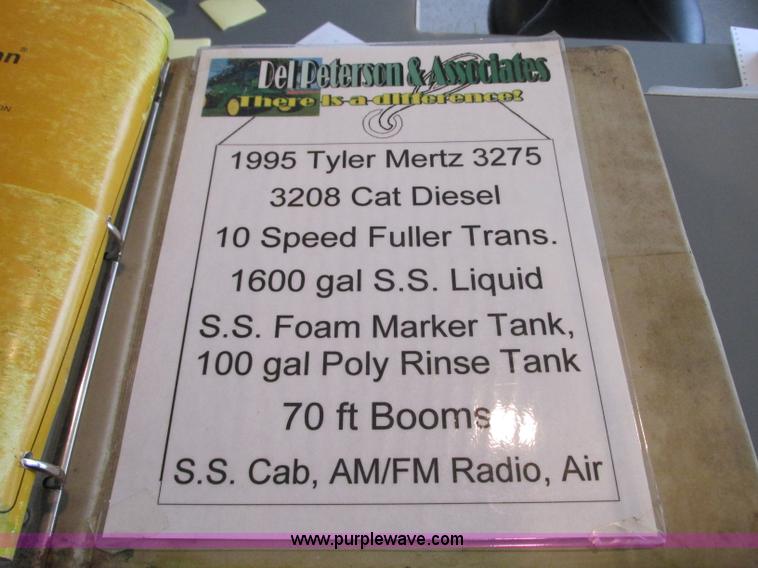 Del Peterson & Associates
There is a difference!
1995 Tyler Mertz 3275
3208 Cat Diesel
10 Speed Fuller Trans.
1600 gal S.S. Liquid
S.S. Foam Marker Tank,
100 gal Poly Rinse Tank
70 ft Booms
S.S. Cab, AM/FM Radio, Air
www.purplewave.com